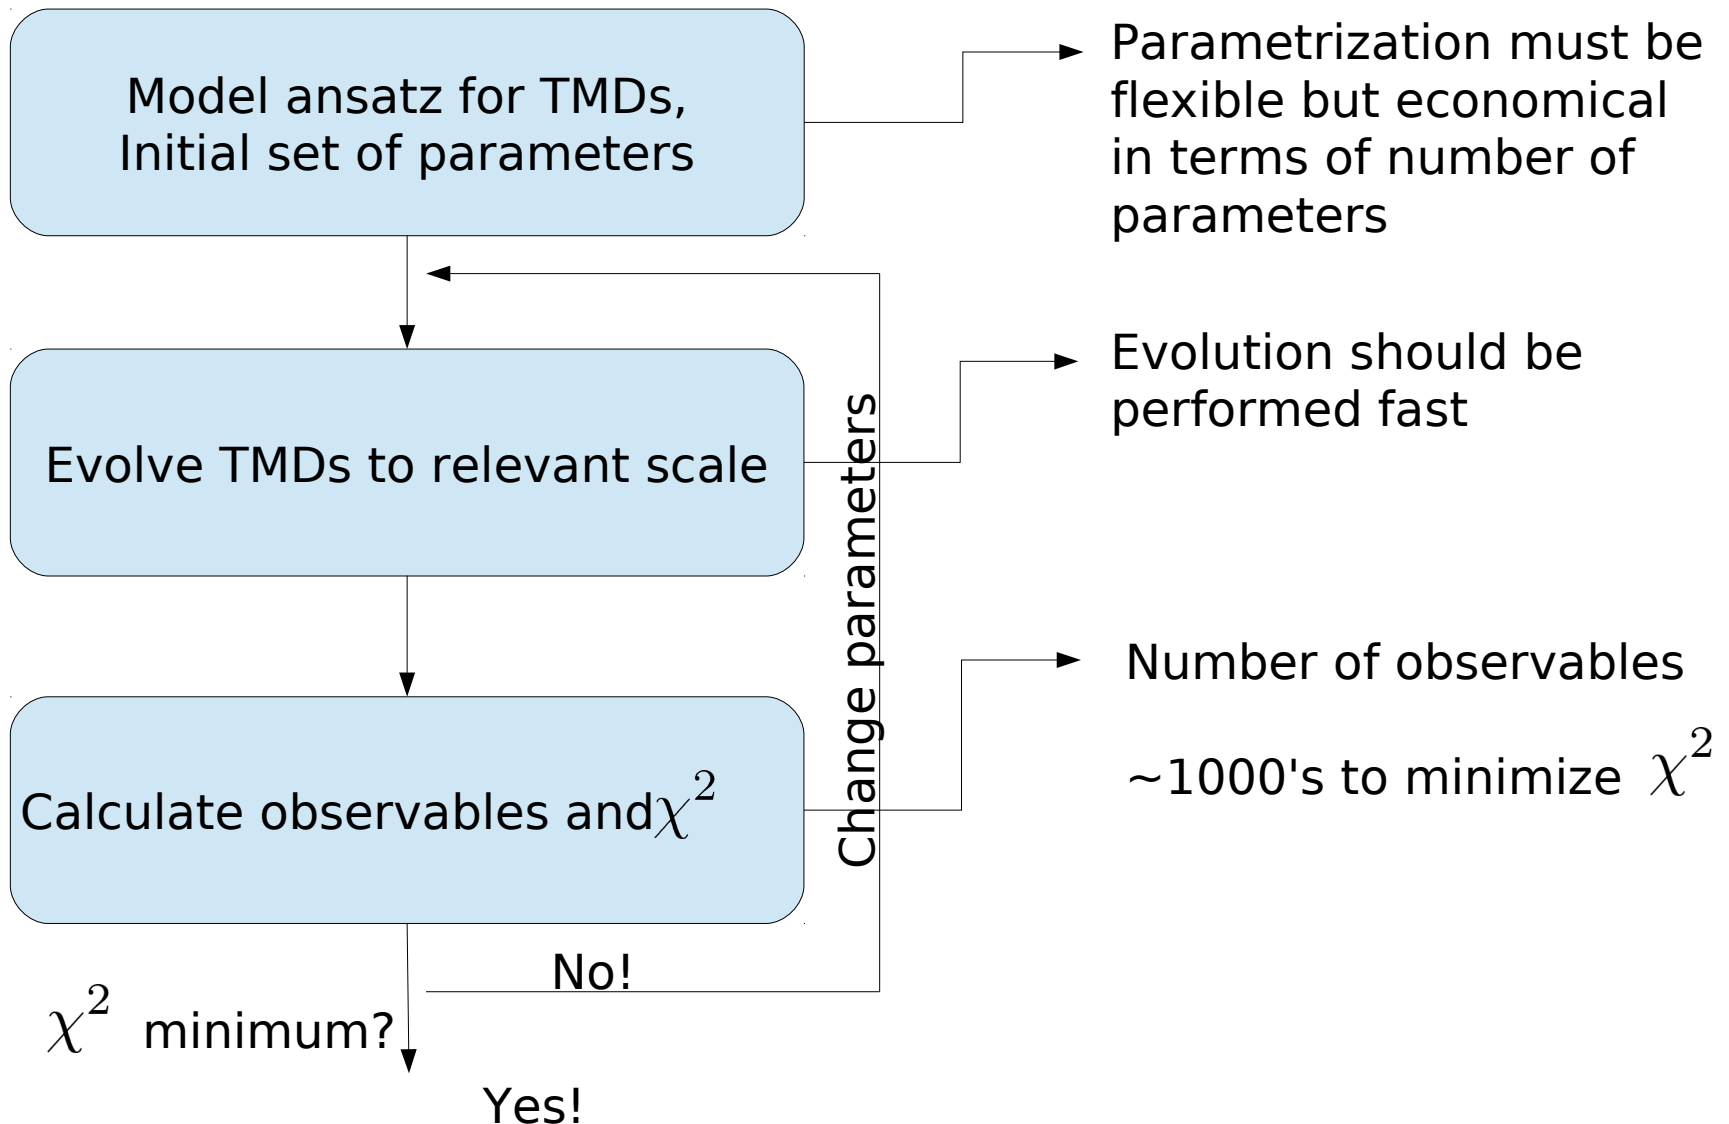 Model ansatz for TMDs,
Initial set of parameters
Parametrization must be
flexible but economical
in terms of number of
parameters
Evolve TMDs to relevant scale
Evolution should be
performed fast
Change parameters
Calculate observables and χ²
Number of observables
~1000's to minimize χ²
No!
χ² minimum?
Yes!